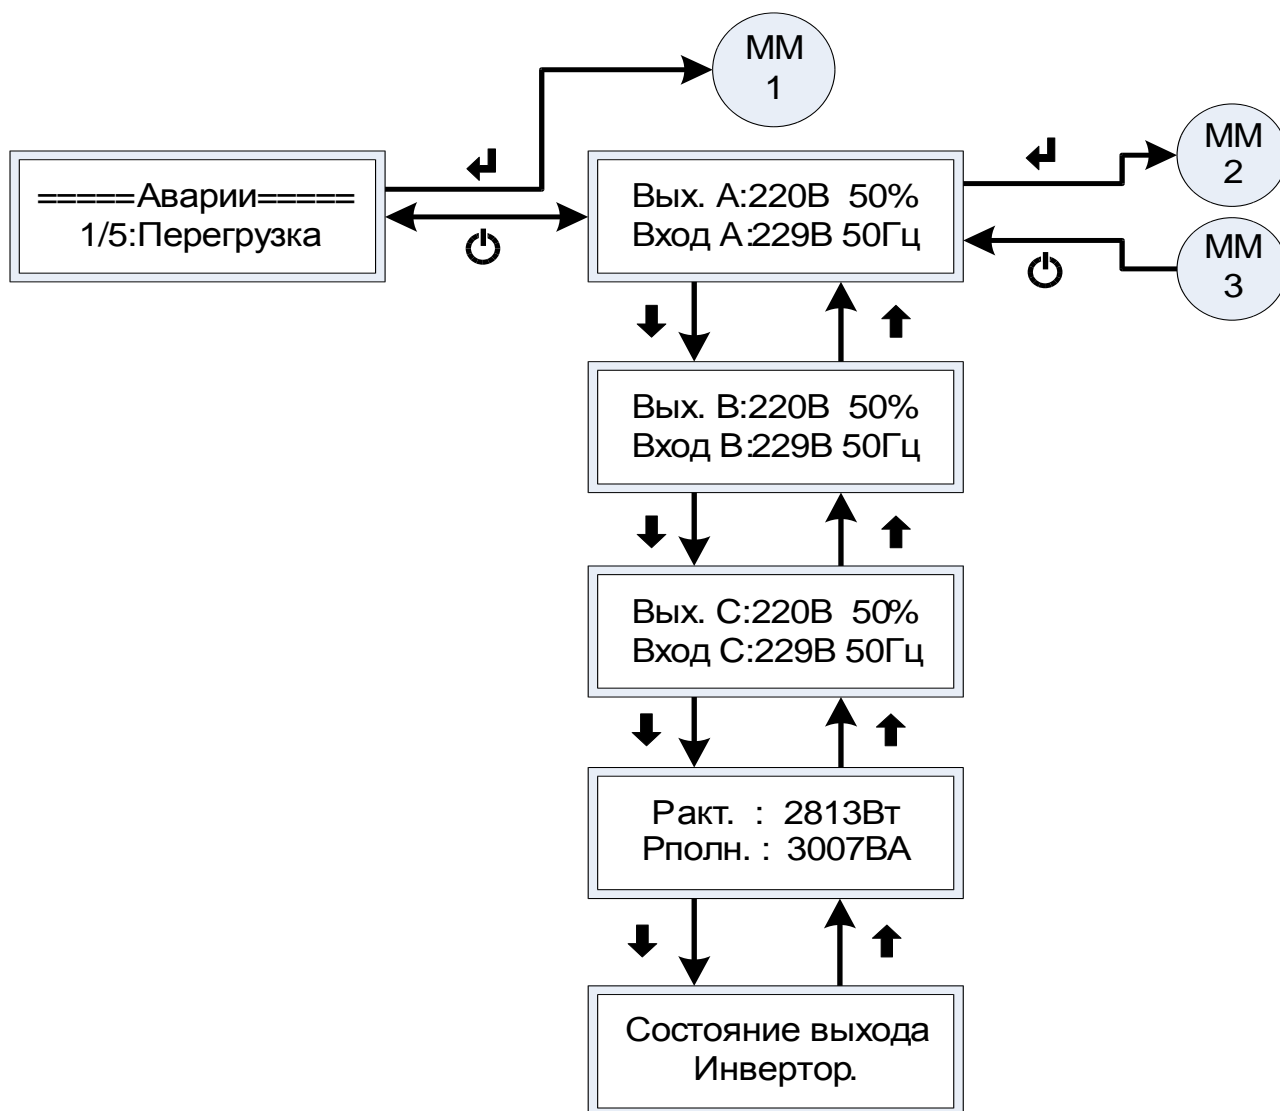 ММ
1
=====Аварии=====
1/5:Перегрузка
Вых. А:220В 50%
Вход А:229В 50Гц
ММ
2
ММ
3
Вых. В:220В 50%
Вход В:229В 50Гц
Вых. С:220В 50%
Вход С:229В 50Гц
Ракт. : 2813Вт
Рполн. : 3007ВА
Состояние выхода
Инвертор.